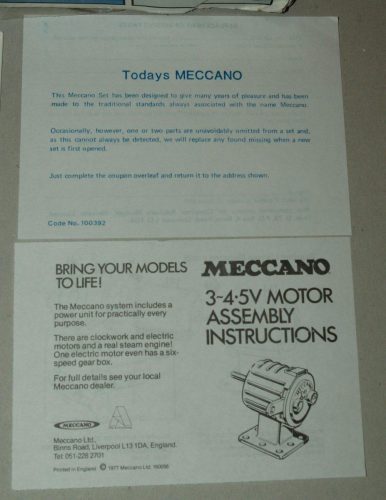 Todays MECCANO
This Meccano Set has been designed to give many years of pleasure and has been
made to the traditional standards always associated with the name Meccano.
Occasionally, however, one or two parts are unavoidably omitted from a set and,
as this cannot always be detected, we will replace any found missing when a new
set is first opened.
Just complete the coupon overleaf and return it to the address shown.
Code No. 100392
BRING YOUR MODELS
TO LIFE!
The Meccano system includes a
power unit for practically every
purpose.
There are clockwork and electric
motors and a real steam engine!
One electric motor even has a six-
speed gear box.
For full details see your local
Meccano dealer.
MECCANO
Meccano Ltd.,
Binns Road, Liverpool L13 1DA, England.
Tel: 051-228 2701
Printed in England © 1977 Meccano Ltd
MECCANO
3~4·5V MOTOR
ASSEMBLY
INSTRUCTIONS